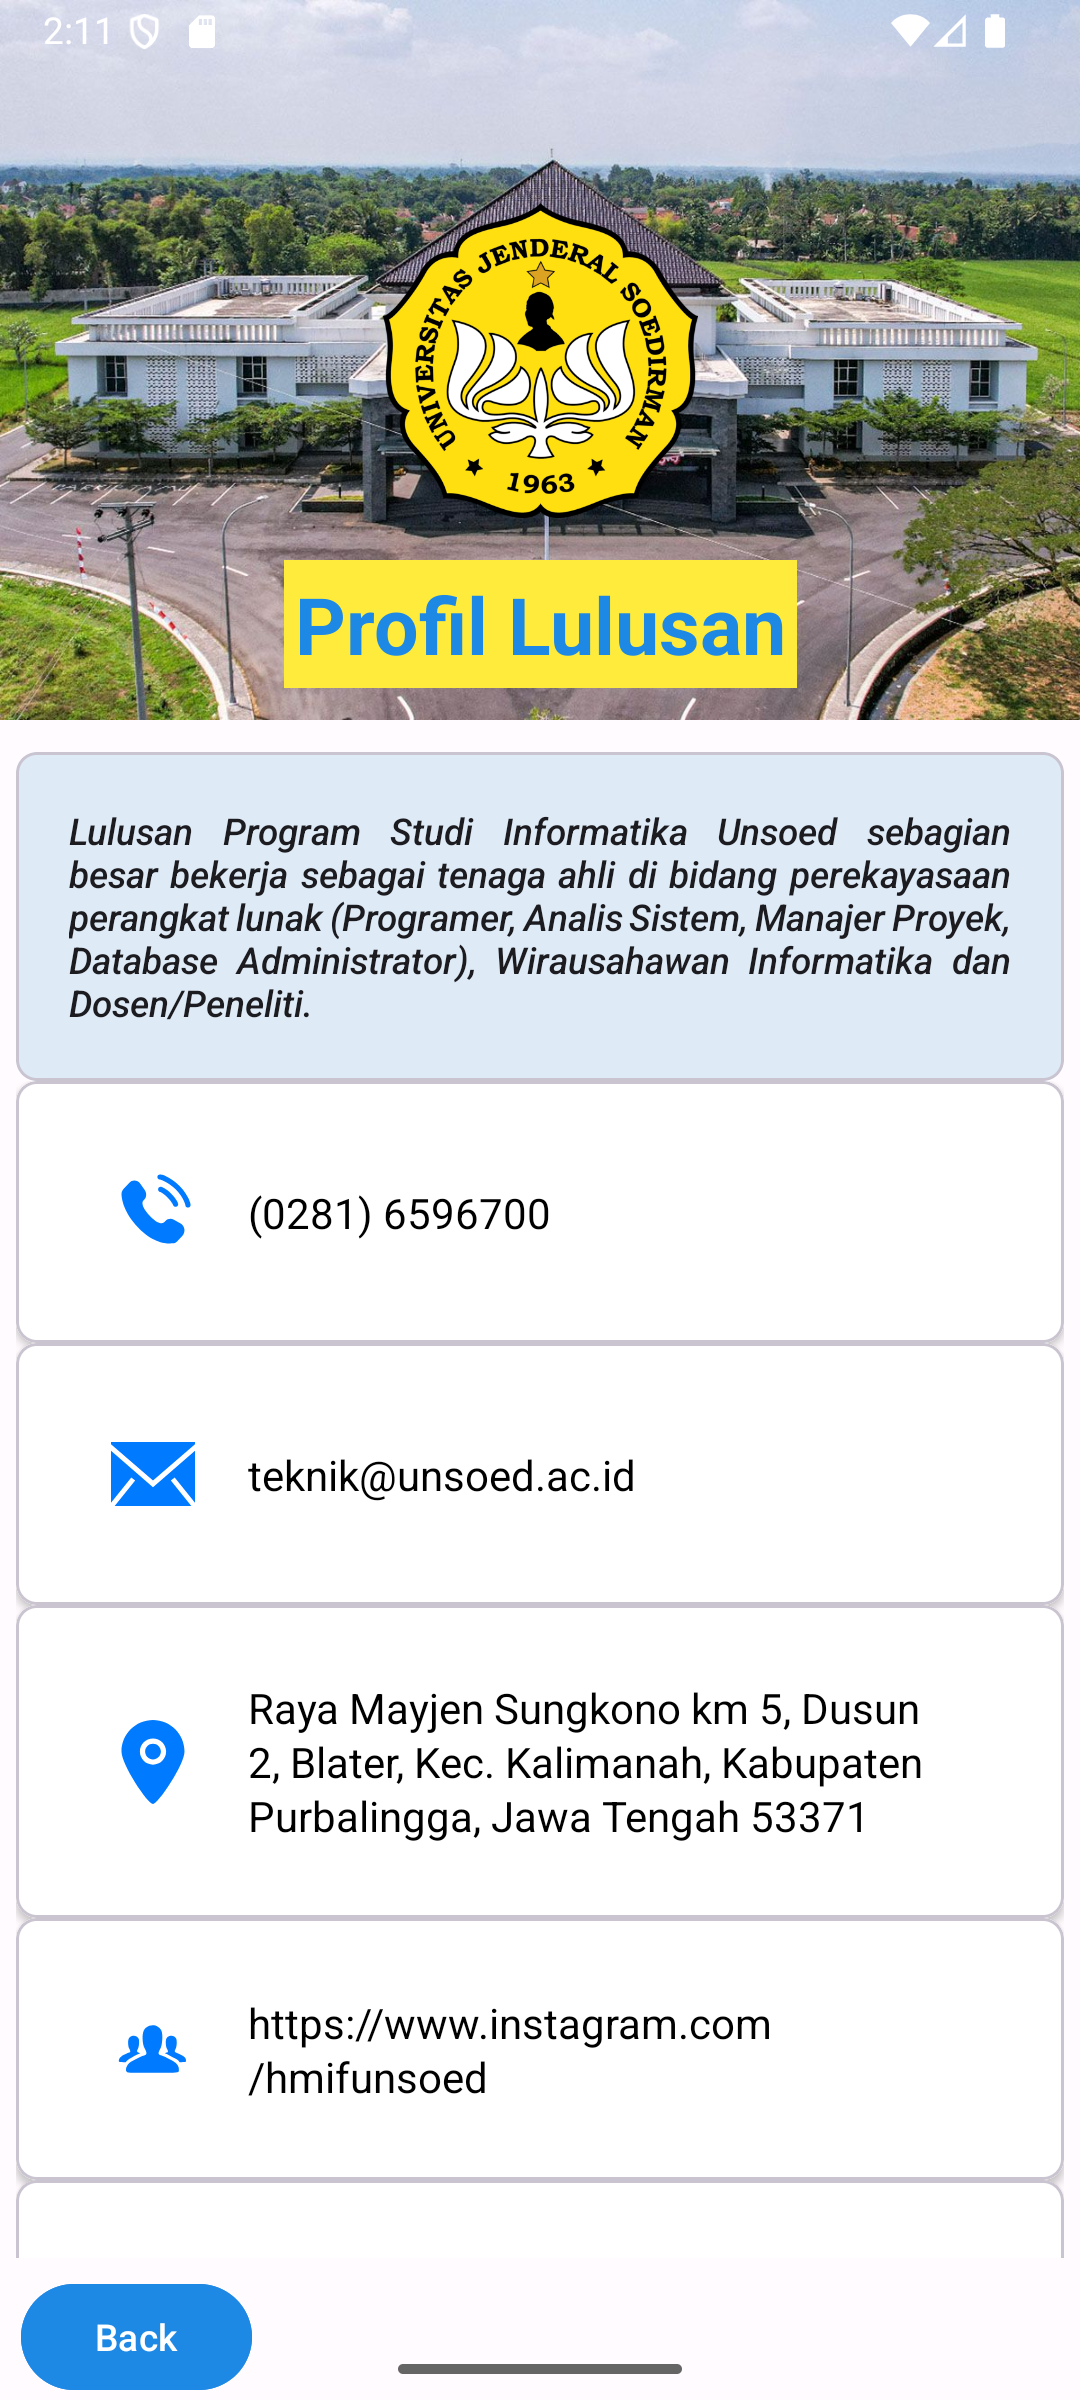 2:11
UNIVERSITAS JENDERAL SOEDIRMAN
1963
Profil Lulusan
Lulusan Program Studi Informatika Unsoed sebagian
besar bekerja sebagai tenaga ahli di bidang perekayasaan
perangkat lunak (Programer, Analis Sistem, Manajer Proyek,
Database Administrator), Wirausahawan Informatika dan
Dosen/Peneliti.
(0281) 6596700
teknik@unsoed.ac.id
Raya Mayjen Sungkono km 5, Dusun
2, Blater, Kec. Kalimanah, Kabupaten
Purbalingga, Jawa Tengah 53371
https://www.instagram.com
/hmifunsoed
Back